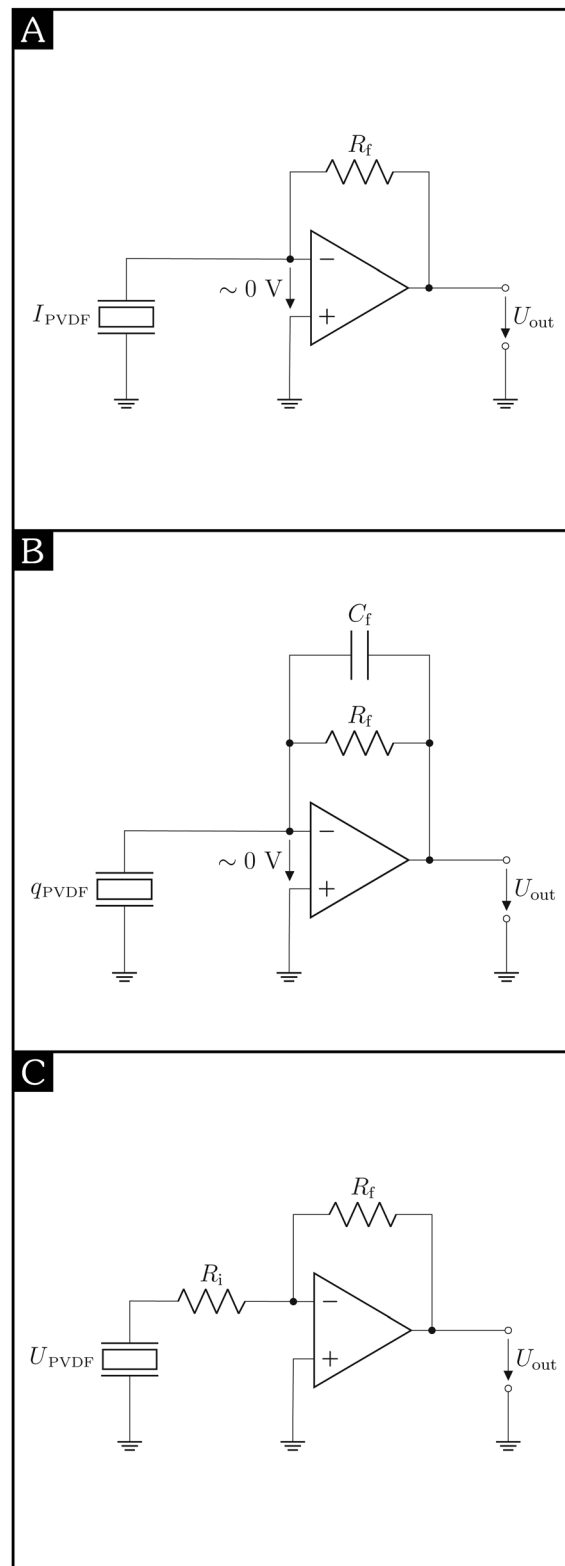 A
R_f
−
∼ 0 V
+
I_PVDF
U_out
B
C_f
R_f
−
∼ 0 V
+
q_PVDF
U_out
C
R_f
R_i
−
+
U_PVDF
U_out